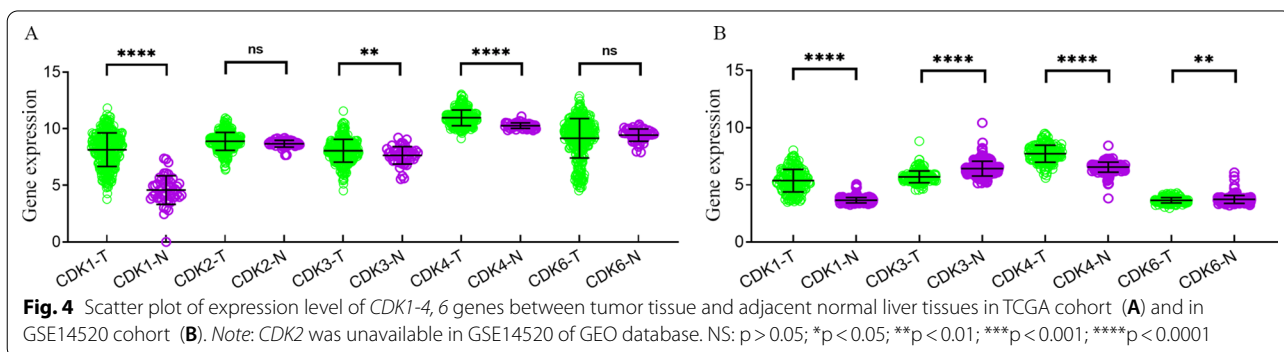 A
B
**** ns ** **** ns
**** **** **** **
Gene expression
15
10
5
0
CDK1-T CDK1-N CDK2-T CDK2-N CDK3-T CDK3-N CDK4-T CDK4-N CDK6-T CDK6-N
Gene expression
15
10
5
0
CDK1-T CDK1-N CDK3-T CDK3-N CDK4-T CDK4-N CDK6-T CDK6-N
Fig. 4 Scatter plot of expression level of CDK1-4, 6 genes between tumor tissue and adjacent normal liver tissues in TCGA cohort (A) and in
GSE14520 cohort (B). Note: CDK2 was unavailable in GSE14520 of GEO database. NS: p > 0.05; *p < 0.05; **p < 0.01; ***p < 0.001; ****p < 0.0001